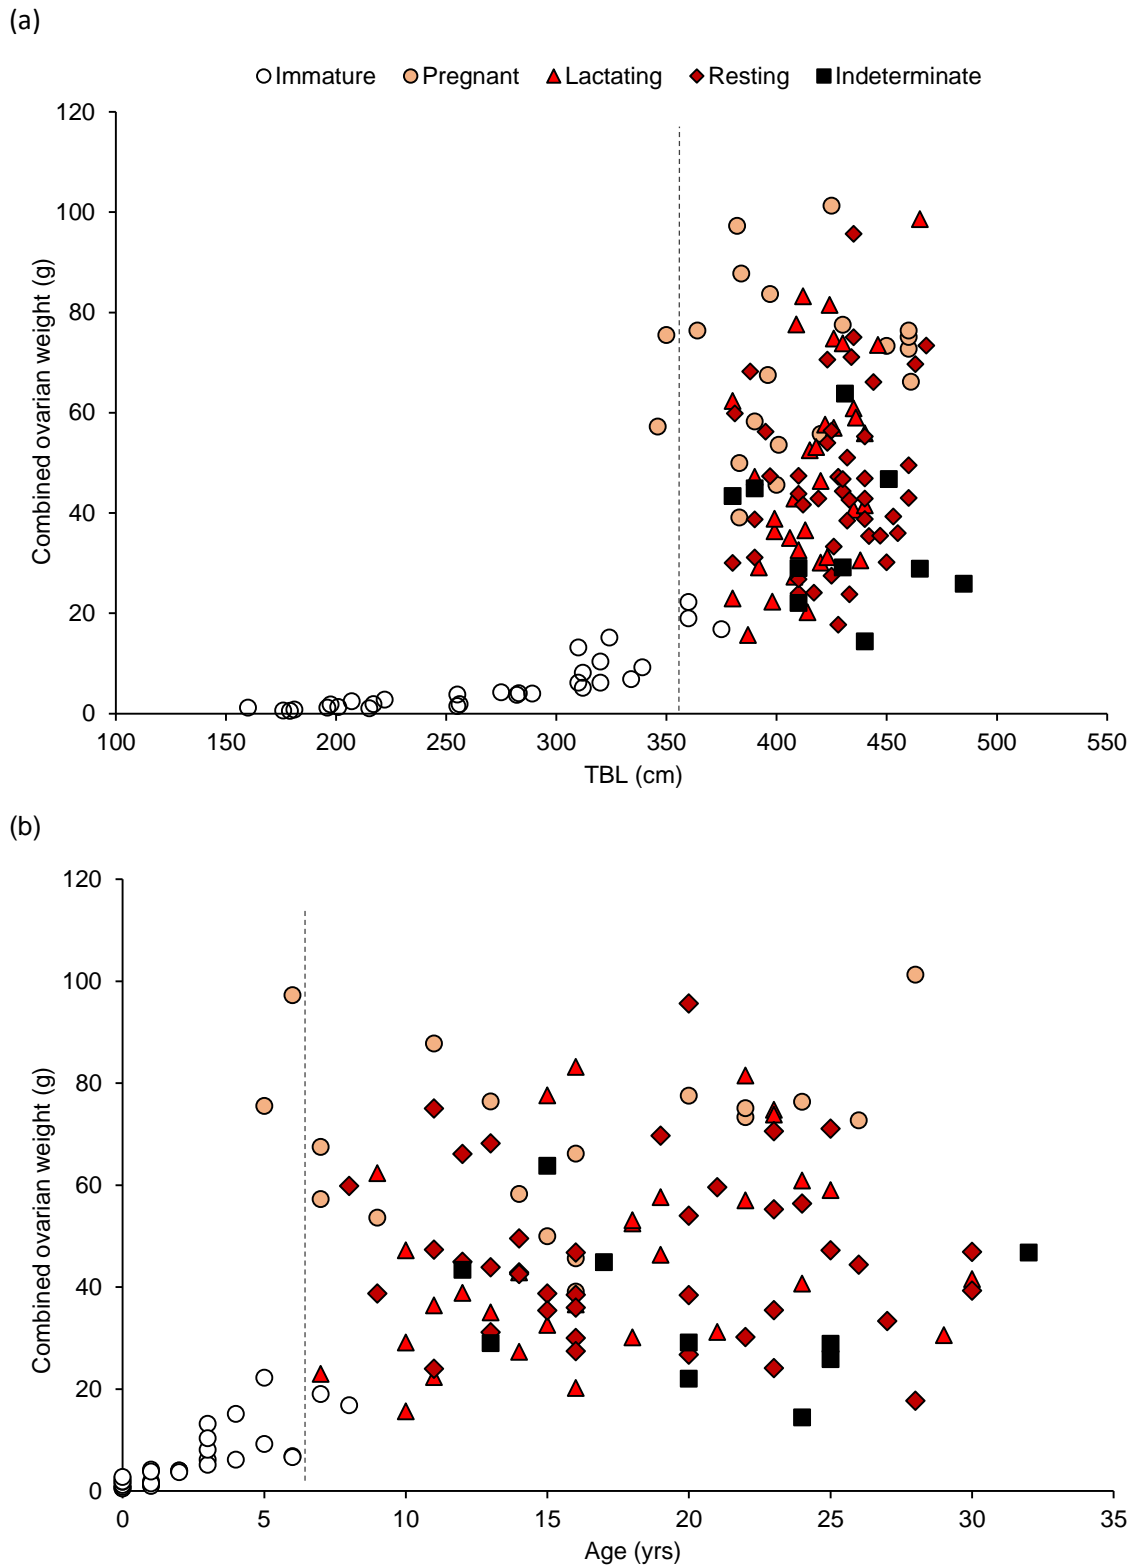 (a)
Immature Pregnant Lactating Resting Indeterminate
120
100
80
60
40
20
0
Combined ovarian weight (g)
100 150 200 250 300 350 400 450 500 550
TBL (cm)
(b)
120
100
80
60
40
20
0
Combined ovarian weight (g)
0 5 10 15 20 25 30 35
Age (yrs)